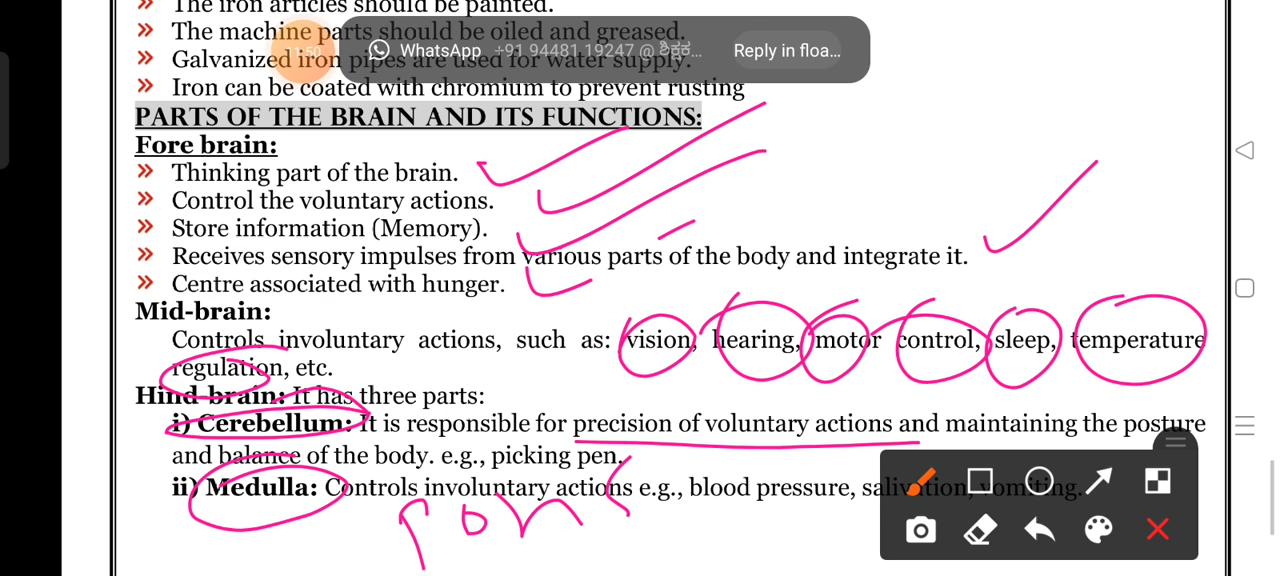 » The iron articles should be painted.
» The machine parts should be oiled and greased.
11:50
WhatsApp +91 94481 19247 @ ಶಿಕ್ಷಕ... Reply in floa...
» Galvanized iron pipes are used for water supply.
» Iron can be coated with chromium to prevent rusting
PARTS OF THE BRAIN AND ITS FUNCTIONS:
Fore brain:
» Thinking part of the brain.
» Control the voluntary actions.
» Store information (Memory).
» Receives sensory impulses from various parts of the body and integrate it.
» Centre associated with hunger.
Mid-brain:
Controls involuntary actions, such as: vision, hearing, motor control, sleep, temperature
regulation, etc.
Hind-brain: It has three parts:
i) Cerebellum: It is responsible for precision of voluntary actions and maintaining the posture
and balance of the body. e.g., picking pen.
ii) Medulla: Controls involuntary actions e.g., blood pressure, salivation, vomiting.
pons